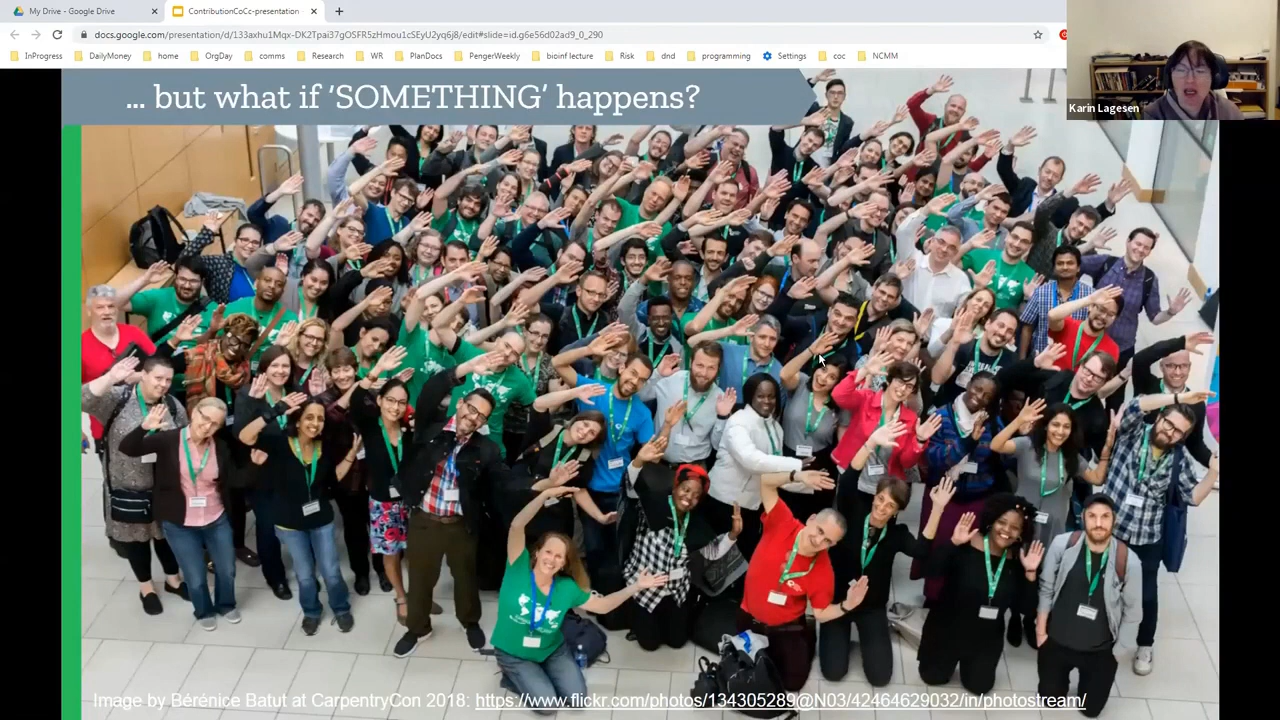 My Drive - Google Drive
ContributionCoCc-presentation
docs.google.com/presentation/d/133axhu1Mqx-DK2Tpai37gOSFR5zHmou1cSEyU2yq6j8/edit#slide=id.g6e56d02ad9_0_290
InProgress DailyMoney home OrgDay comms Research WR PlanDocs PengerWeekly bioinf lecture Risk dnd programming Settings coc NCMM
Karin Lagesen
... but what if ‘SOMETHING’ happens?
Image by Bérénice Batut at CarpentryCon 2018: https://www.flickr.com/photos/134305289@N03/42464629032/in/photostream/